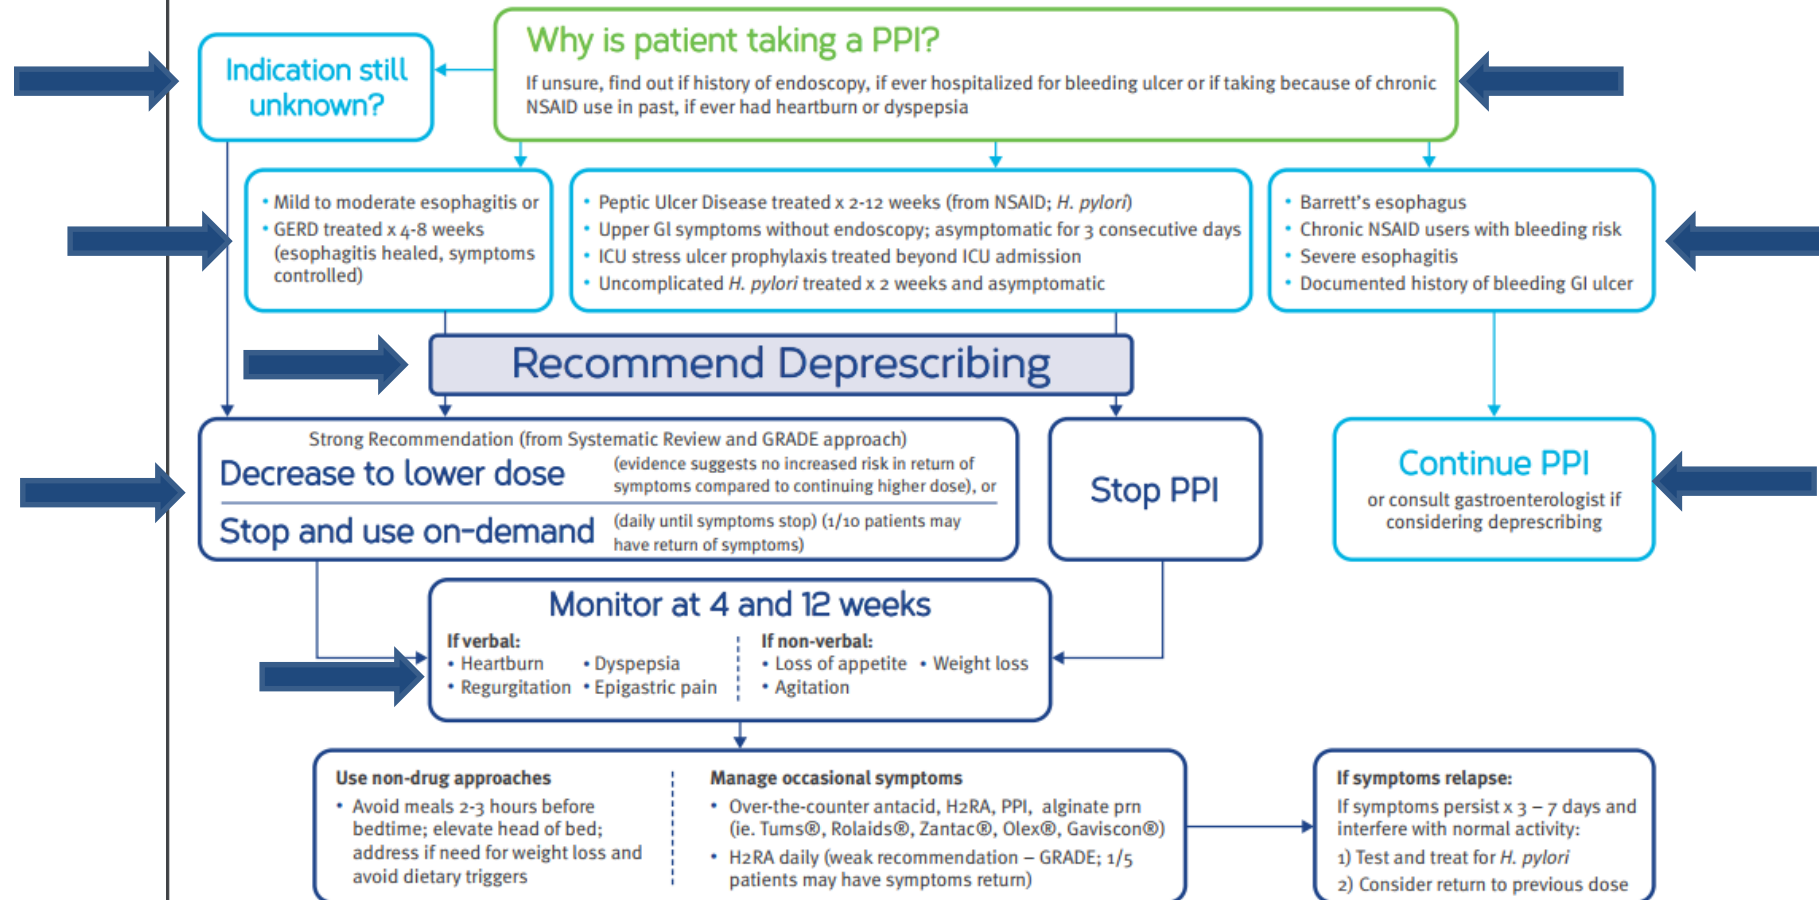 Why is patient taking a PPI?
If unsure, find out if history of endoscopy, if ever hospitalized for bleeding ulcer or if taking because of chronic
NSAID use in past, if ever had heartburn or dyspepsia
Indication still
unknown?
• Mild to moderate esophagitis or
• GERD treated x 4-8 weeks
(esophagitis healed, symptoms
controlled)
• Peptic Ulcer Disease treated x 2-12 weeks (from NSAID; H. pylori)
• Upper GI symptoms without endoscopy; asymptomatic for 3 consecutive days
• ICU stress ulcer prophylaxis treated beyond ICU admission
• Uncomplicated H. pylori treated x 2 weeks and asymptomatic
• Barrett's esophagus
• Chronic NSAID users with bleeding risk
• Severe esophagitis
• Documented history of bleeding GI ulcer
Recommend Deprescribing
Strong Recommendation (from Systematic Review and GRADE approach)
Decrease to lower dose
(evidence suggests no increased risk in return of
symptoms compared to continuing higher dose), or
Stop and use on-demand
(daily until symptoms stop) (1/10 patients may
have return of symptoms)
Stop PPI
Continue PPI
or consult gastroenterologist if
considering deprescribing
Monitor at 4 and 12 weeks
If verbal:
• Heartburn • Dyspepsia
• Regurgitation • Epigastric pain
If non-verbal:
• Loss of appetite • Weight loss
• Agitation
Use non-drug approaches
• Avoid meals 2-3 hours before
bedtime; elevate head of bed;
address if need for weight loss and
avoid dietary triggers
Manage occasional symptoms
• Over-the-counter antacid, H2RA, PPI, alginate prn
(ie. Tums®, Rolaids®, Zantac®, Olex®, Gaviscon®)
• H2RA daily (weak recommendation – GRADE; 1/5
patients may have symptoms return)
If symptoms relapse:
If symptoms persist x 3 – 7 days and
interfere with normal activity:
1) Test and treat for H. pylori
2) Consider return to previous dose